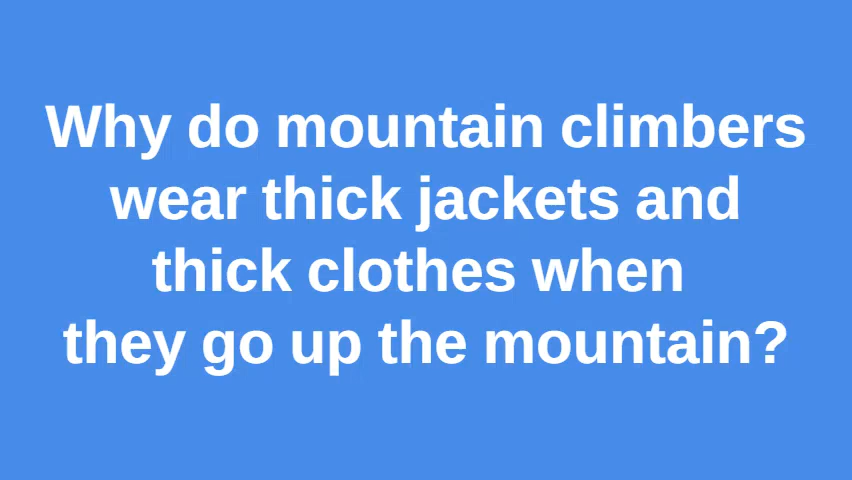 Why do mountain climbers
wear thick jackets and
thick clothes when
they go up the mountain?